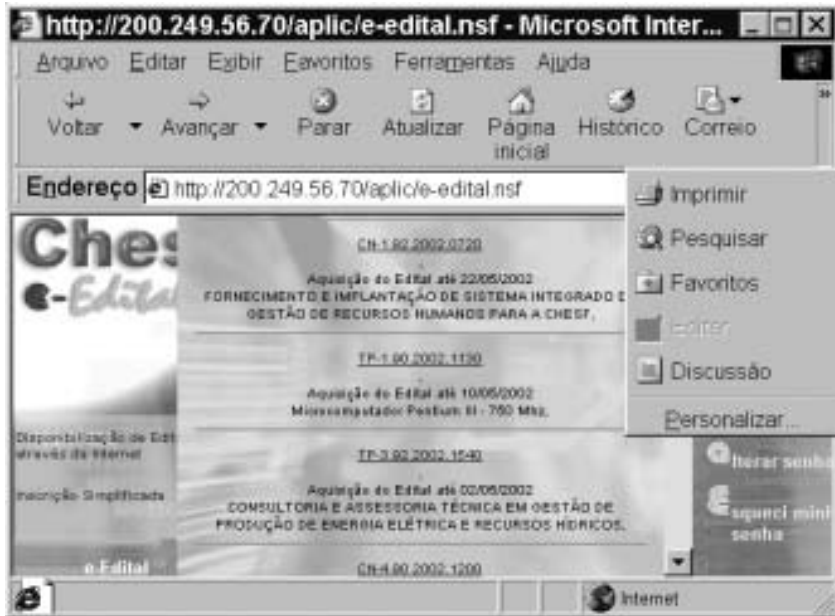 http://200.249.56.70/aplic/e-edital.nsf - Microsoft Inter...
Arquivo Editar Exibir Favoritos Ferramentas Ajuda
Voltar Avançar Parar Atualizar Página inicial Histórico Correio »
Endereço http://200.249.56.70/aplic/e-edital.nsf
Imprimir
Pesquisar
Favoritos
Editar
Discussão
Personalizar...
Ches
e-Edital
CN-1.92.2002.0720
Aquisição do Edital até 22/05/2002
FORNECIMENTO E IMPLANTAÇÃO DE SISTEMA INTEGRADO D
GESTÃO DE RECURSOS HUMANOS PARA A CHESF.
TP-1.90.2002.1130
Aquisição do Edital até 10/05/2002
Microcomputador Pentium III - 750 Mhz.
TP-3.92.2002.1540
Aquisição do Edital até 02/05/2002
CONSULTORIA E ASSESSORIA TÉCNICA EM GESTÃO DE
PRODUÇÃO DE ENERGIA ELÉTRICA E RECURSOS HÍDRICOS.
CN-4.90.2002.1200
Disponibilização de Edit
através da Internet
Inscrição Simplificada
e-Edital
lterar senha
squeci minh
senha
Internet